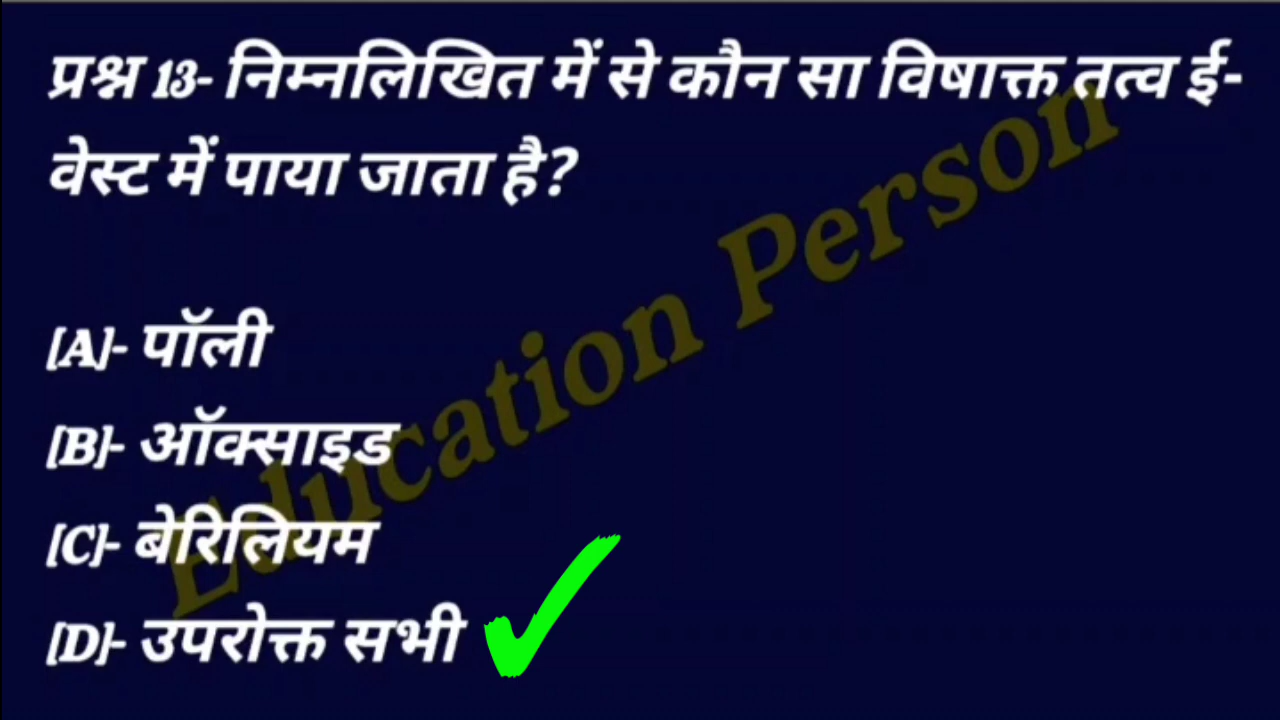 प्रश्न 13- निम्नलिखित में से कौन सा विषाक्त तत्व ई-
वेस्ट में पाया जाता है?
[A]- पॉली
[B]- ऑक्साइड
[C]- बेरिलियम
[D]- उपरोक्त सभी
Education Person